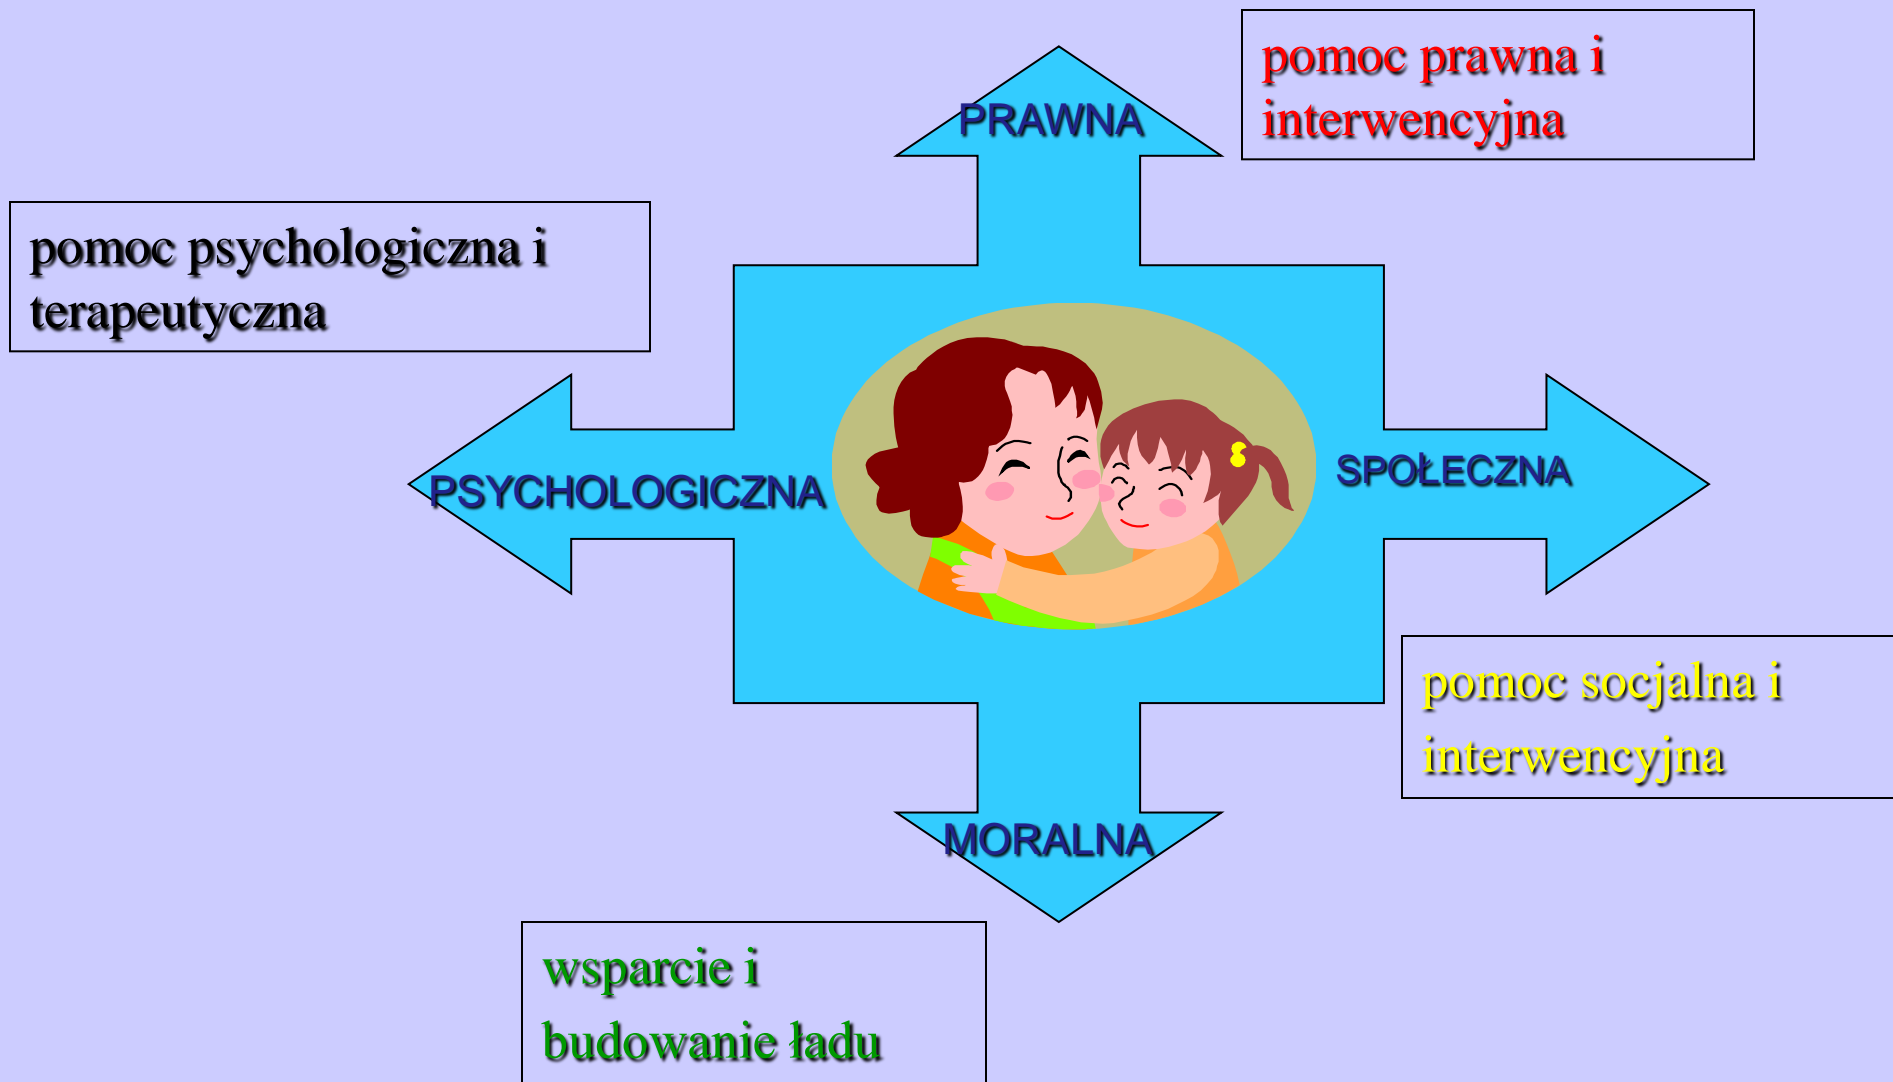 pomoc prawna i
interwencyjna
PRAWNA
pomoc psychologiczna i
terapeutyczna
PSYCHOLOGICZNA
SPOŁECZNA
pomoc socjalna i
interwencyjna
MORALNA
wsparcie i
budowanie ładu